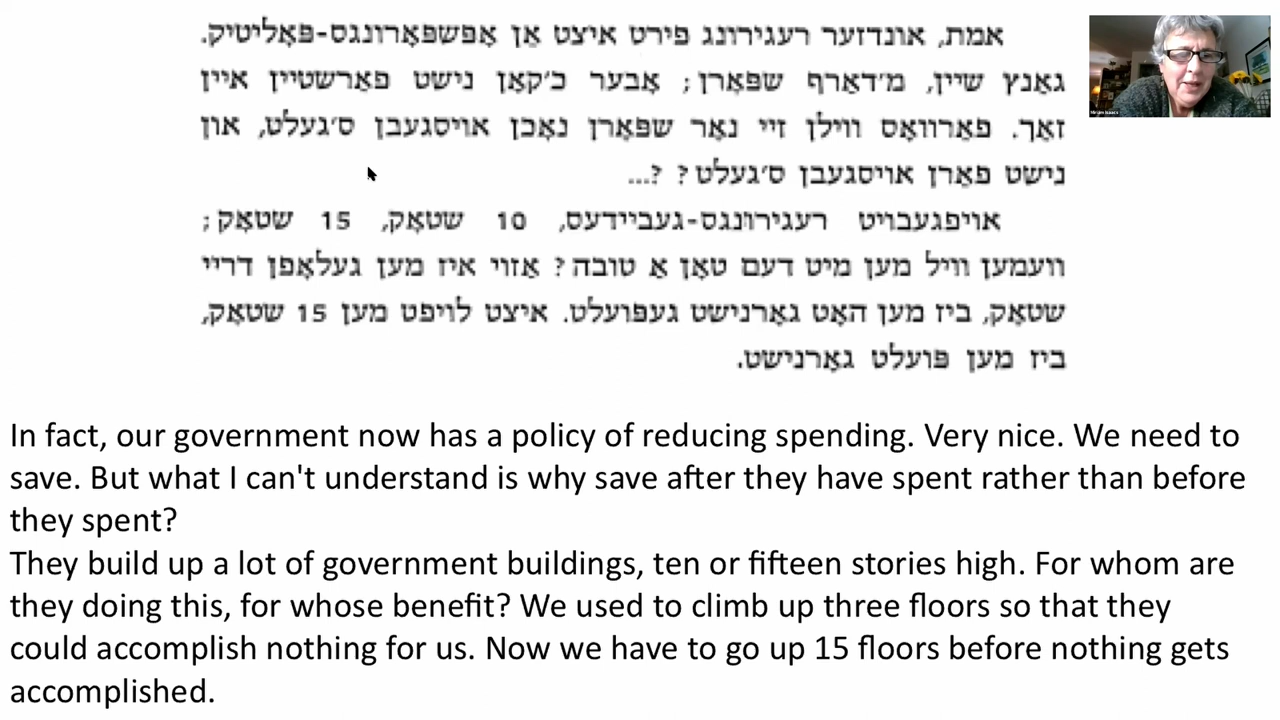 אמת, אונדזער רעגירונג פירט איצט אַן אָפּשפּאָרונגס-פּאָליטיק.
גאַנץ שיין, מ׳דאַרף שפּאָרן; אָבער כ׳קאָן נישט פאַרשטיין איין
זאַך. פאַרוואָס ווילן זיי נאָר שפּאָרן נאָכן אויסגעבן ס׳געלט, און
נישט פאַרן אויסגעבן ס׳געלט? ?...
אויפגעבויט רעגירונגס-געביידעס, 10 שטאָק, 15 שטאָק;
וועמען וויל מען מיט דעם טאָן אַ טובה? אַזוי איז מען געלאָפן דריי
שטאָק, ביז מען האָט גאָרנישט געפּועלט. איצט לויפט מען 15 שטאָק,
ביז מען פּועלט גאָרנישט.
In fact, our government now has a policy of reducing spending. Very nice. We need to
save. But what I can't understand is why save after they have spent rather than before
they spent?
They build up a lot of government buildings, ten or fifteen stories high. For whom are
they doing this, for whose benefit? We used to climb up three floors so that they
could accomplish nothing for us. Now we have to go up 15 floors before nothing gets
accomplished.